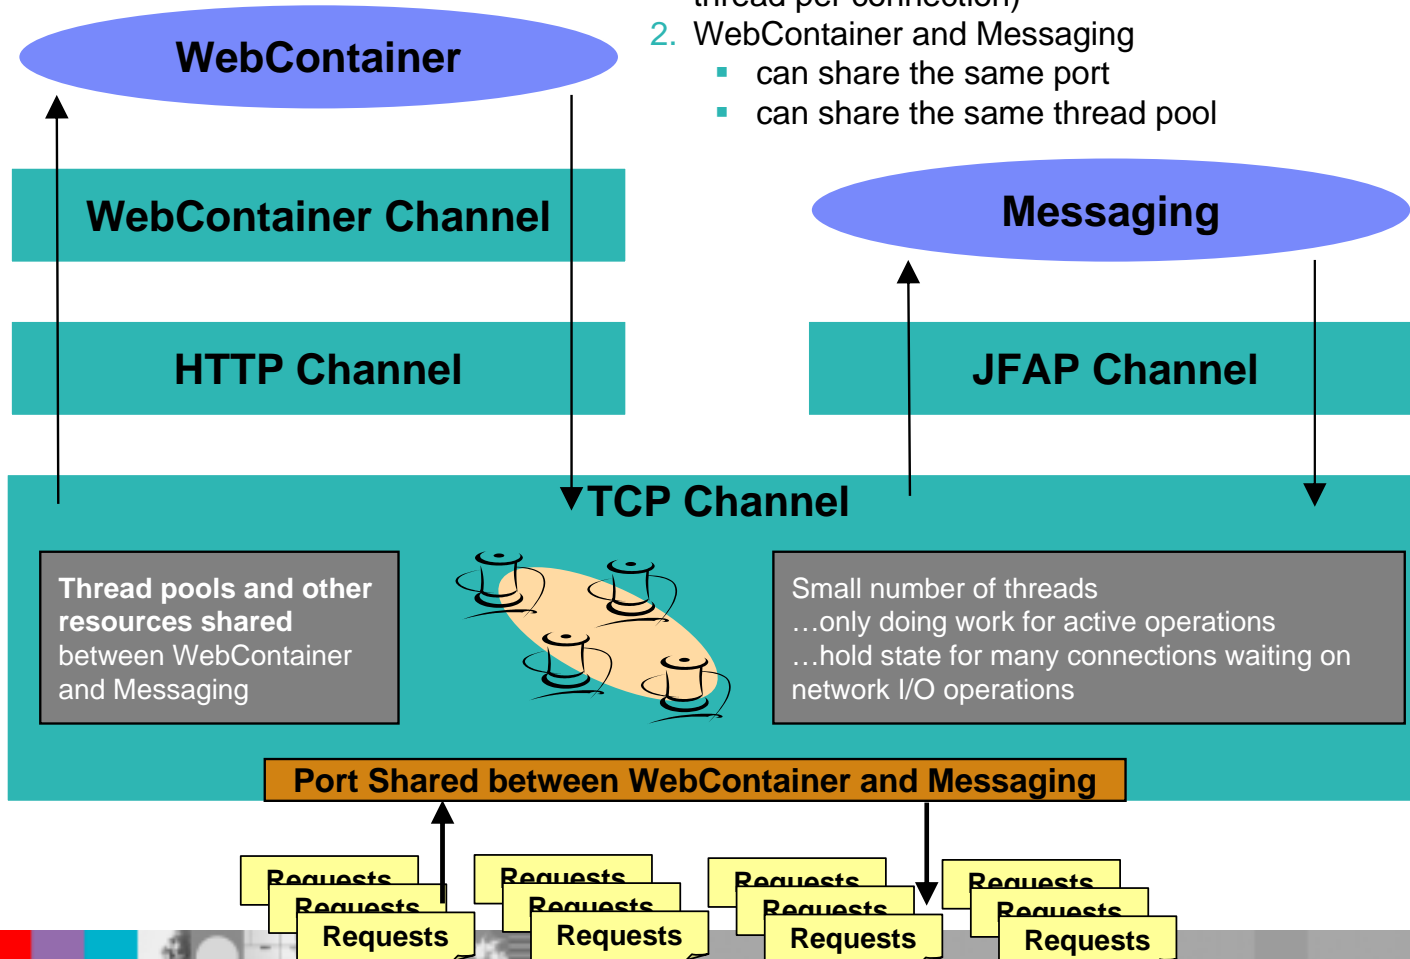 thread per connection)
2. WebContainer and Messaging
▪ can share the same port
▪ can share the same thread pool
WebContainer
WebContainer Channel
Messaging
HTTP Channel
JFAP Channel
TCP Channel
Thread pools and other
resources shared
between WebContainer
and Messaging
Small number of threads
…only doing work for active operations
…hold state for many connections waiting on
network I/O operations
Port Shared between WebContainer and Messaging
Requests
Requests
Requests
Requests
Requests
Requests
Requests
Requests
Requests
Requests
Requests
Requests